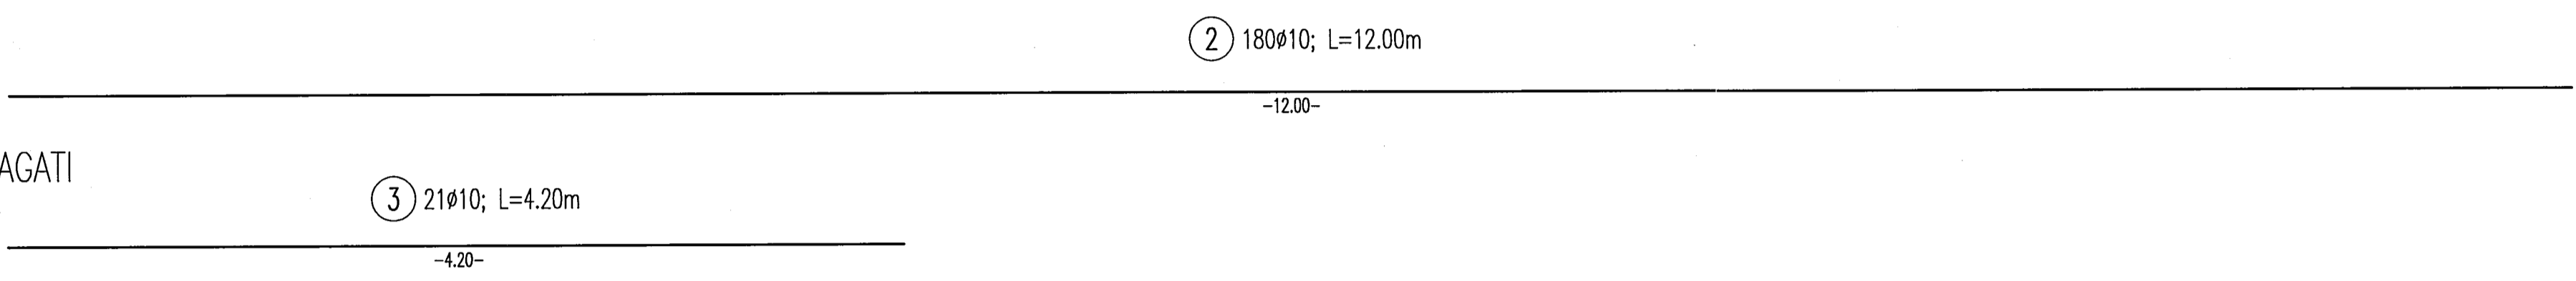 2 180ø10; L=12.00m
-12.00-
AGATI
3 21ø10; L=4.20m
-4.20-